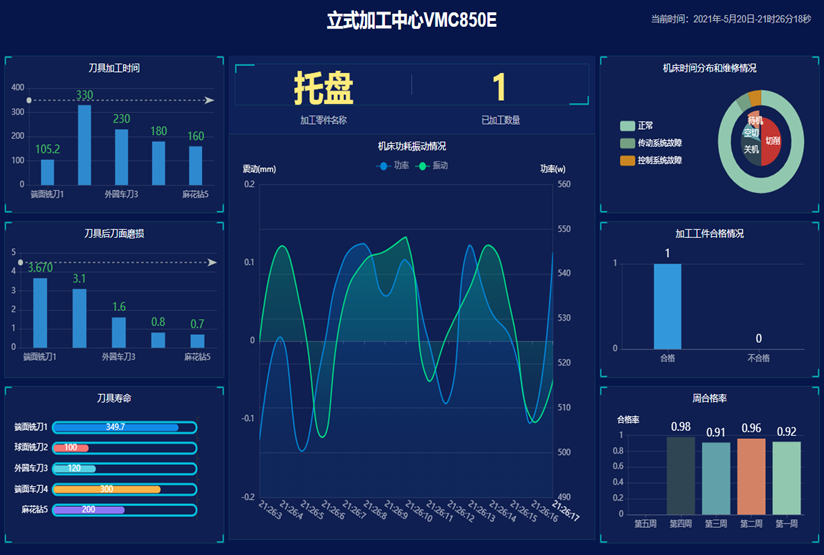 立式加工中心VMC850E
当前时间：2021年-5月20日-21时26分18秒
刀具加工时间
400
300
200
100
0
105.2
330
230
180
160
端面铣刀1
外圆车刀3
麻花钻5
刀具后刀面磨损
5
4
3
2
1
0
3.670
3.1
1.6
0.8
0.7
端面铣刀1
外圆车刀3
麻花钻5
刀具寿命
端面铣刀1
349.7
球面铣刀2
100
外圆车刀3
120
端面车刀4
300
麻花钻5
200
托盘
1
加工零件名称
已加工数量
机床功耗振动情况
震动(mm)
功率
振动
功率(w)
0.2
0.1
0
-0.1
-0.2
560
550
540
530
520
510
500
490
21:26:3
21:26:4
21:26:5
21:26:6
21:26:7
21:26:8
21:26:9
21:26:10
21:26:11
21:26:12
21:26:13
21:26:14
21:26:15
21:26:16
21:26:17
机床时间分布和维修情况
正常
传动系统故障
控制系统故障
待机
空切
切削
关机
加工工件合格情况
1
0
1
0
合格
不合格
周合格率
合格率
1
0.8
0.6
0.4
0.2
0
0.98
0.91
0.96
0.92
第五周
第四周
第三周
第二周
第一周